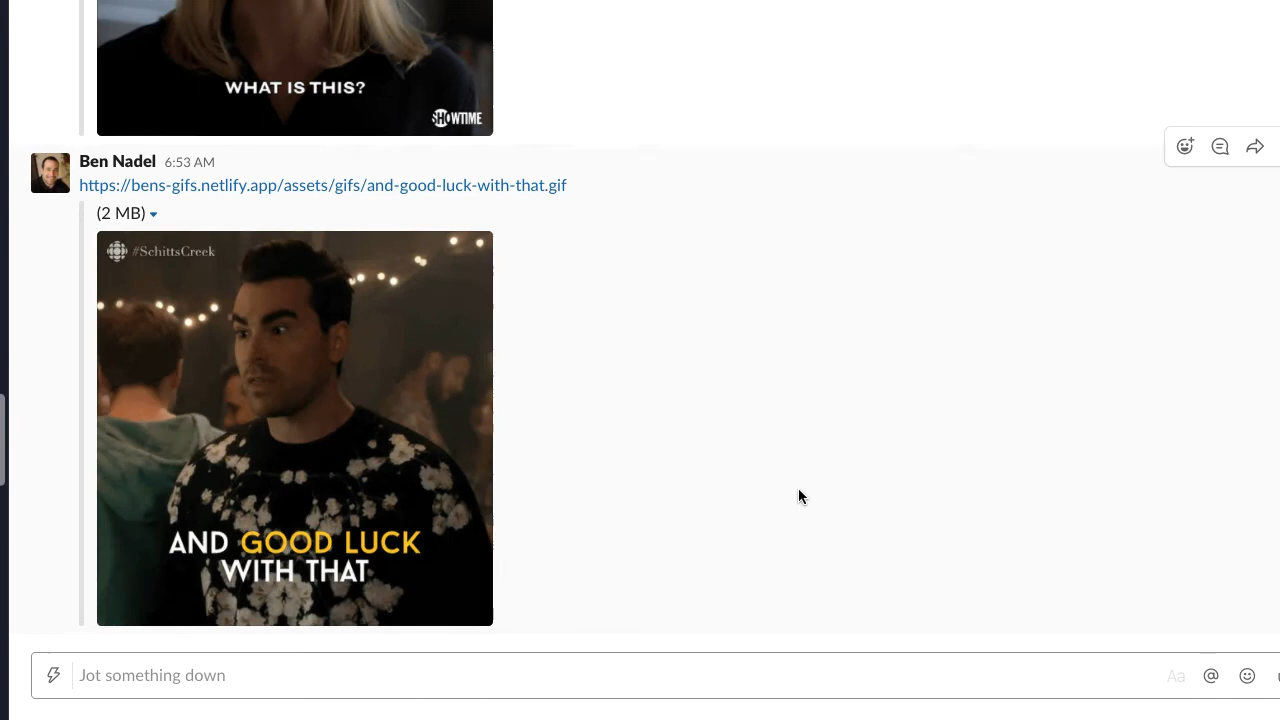 WHAT IS THIS?
SHOWTIME
Ben Nadel 6:53 AM
https://bens-gifs.netlify.app/assets/gifs/and-good-luck-with-that.gif
(2 MB)
#SchittsCreek
AND GOOD LUCK
WITH THAT
Jot something down Aa @